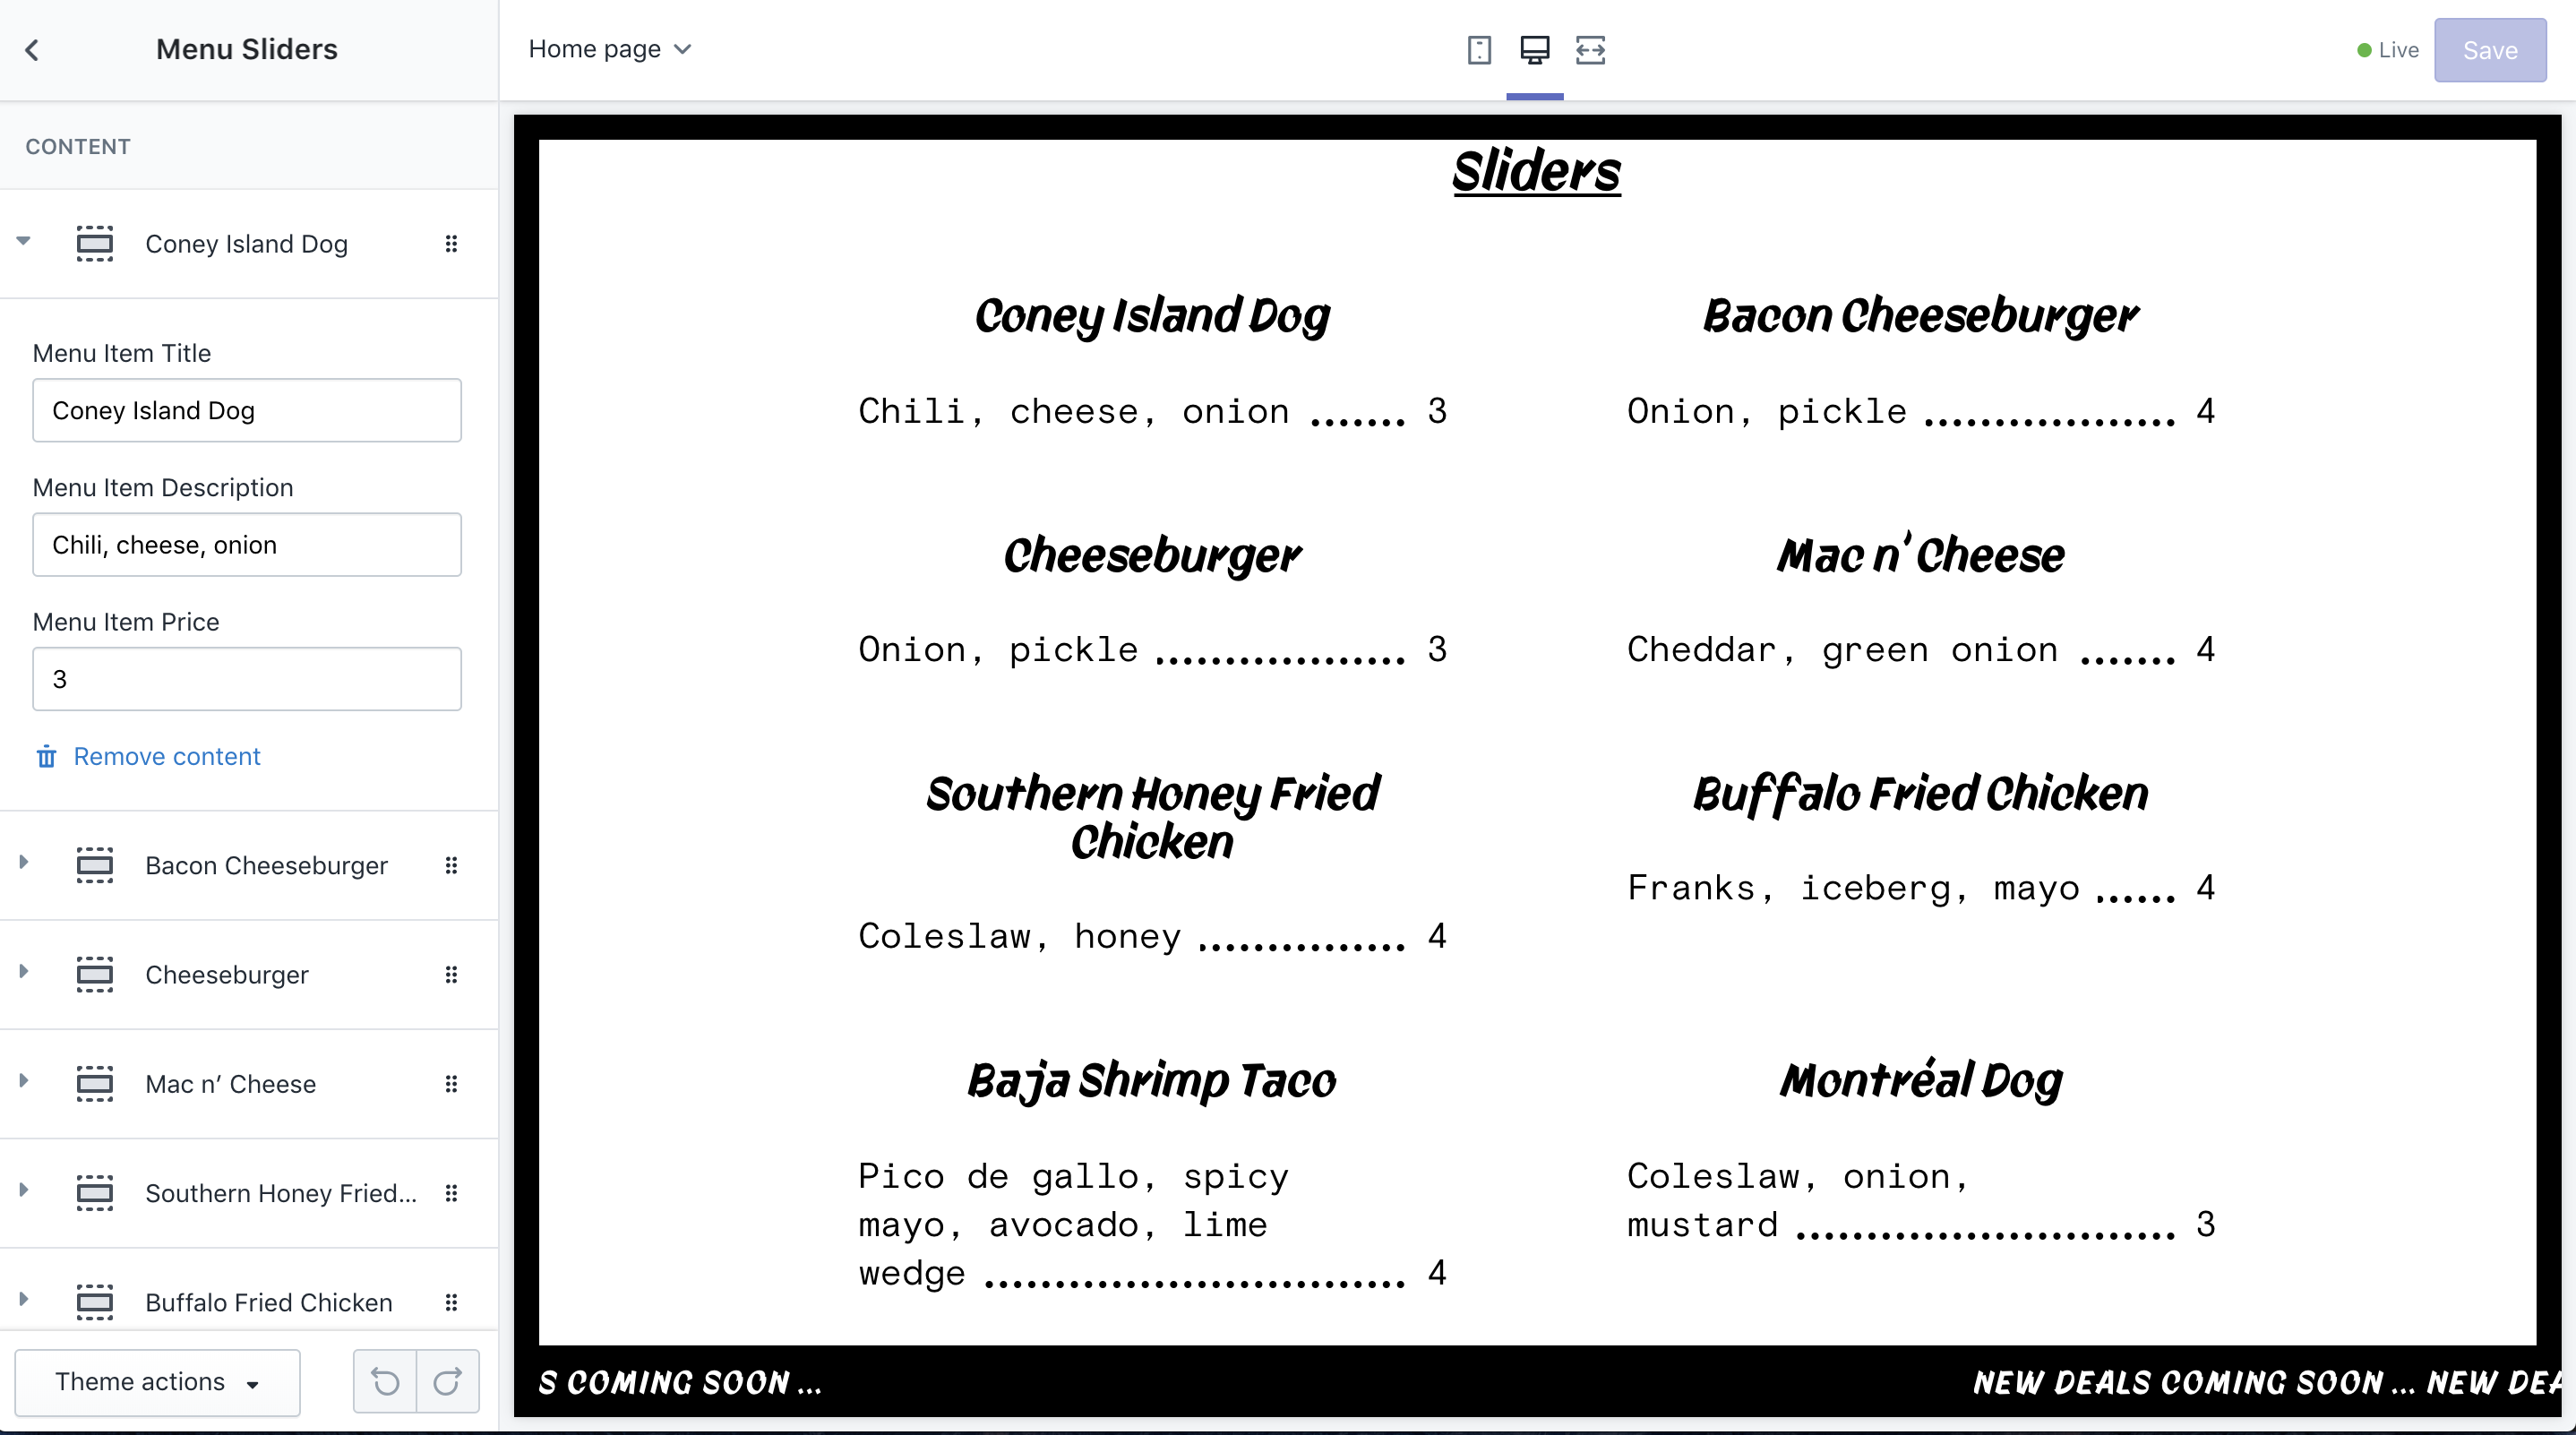 Menu Sliders
Home page
Live
Save
CONTENT
Coney Island Dog
Menu Item Title
Coney Island Dog
Menu Item Description
Chili, cheese, onion
Menu Item Price
3
Remove content
Bacon Cheeseburger
Cheeseburger
Mac n’ Cheese
Southern Honey Fried...
Buffalo Fried Chicken
Theme actions
Sliders
Coney Island Dog
Chili, cheese, onion ....... 3
Bacon Cheeseburger
Onion, pickle .................. 4
Cheeseburger
Onion, pickle .................. 3
Mac n’ Cheese
Cheddar, green onion ....... 4
Southern Honey Fried
Chicken
Coleslaw, honey ............... 4
Buffalo Fried Chicken
Franks, iceberg, mayo ...... 4
Baja Shrimp Taco
Pico de gallo, spicy
mayo, avocado, lime
wedge .............................. 4
Montréal Dog
Coleslaw, onion,
mustard ........................... 3
S COMING SOON ...
NEW DEALS COMING SOON ... NEW DEA